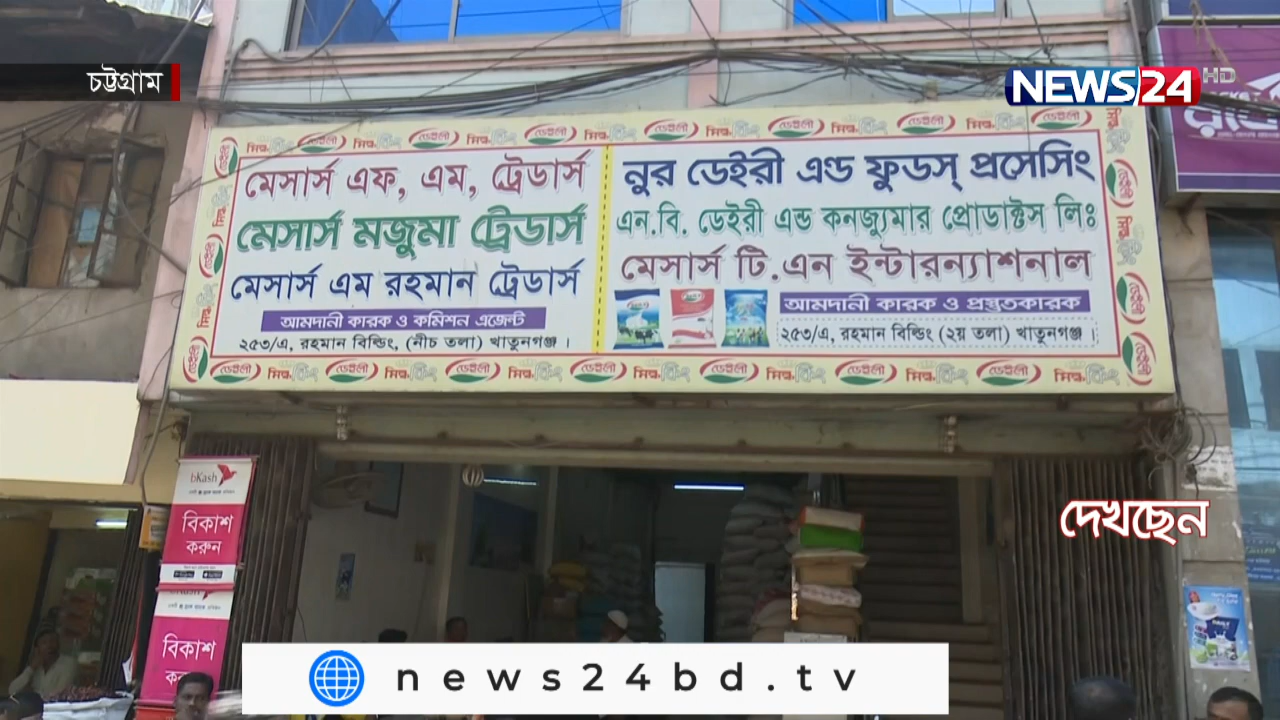 চট্টগ্রাম
NEWS24 HD
মেসার্স এফ, এম, ট্রেডার্স
মেসার্স মজুমা ট্রেডার্স
মেসার্স এম রহমান ট্রেডার্স
আমদানী কারক ও কমিশন এজেন্ট
২৫৩/এ, রহমান বিল্ডিং, (নীচ তলা) খাতুনগঞ্জ ।
নুর ডেইরী এণ্ড ফুডস্ প্রসেসিং
এন.বি. ডেইরী এন্ড কনজ্যুমার প্রোডাক্টস লিঃ
মেসার্স টি.এন ইন্টারন্যাশনাল
আমদানী কারক ও প্রস্তুতকারক
২৫৩/এ, রহমান বিল্ডিং (২য় তলা) খাতুনগঞ্জ ।
bKash
বিকাশ
করুন
বিকাশ
দেখছেন
news24bd.tv